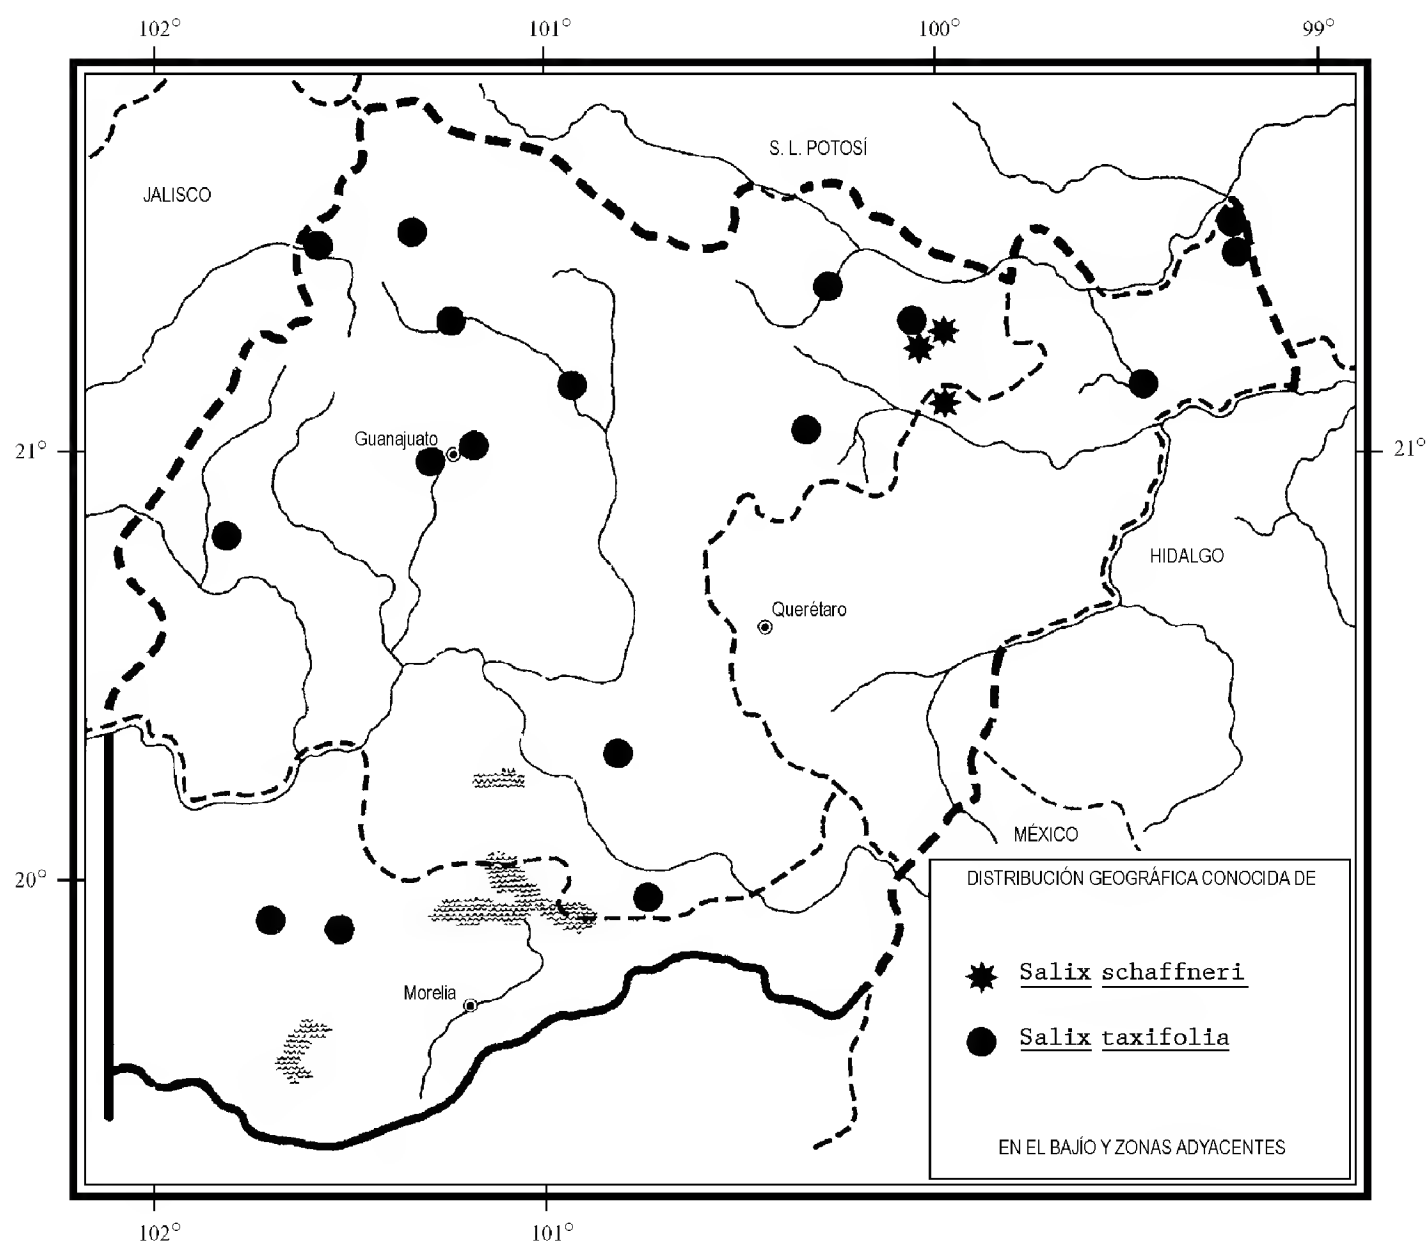 102°
101°
100°
99°
S. L. POTOSÍ
JALISCO
Guanajuato
21°
21°
HIDALGO
Querétaro
MÉXICO
20°
DISTRIBUCIÓN GEOGRÁFICA CONOCIDA DE
Salix schaffneri
Morelia
Salix taxifolia
EN EL BAJÍO Y ZONAS ADYACENTES
102°
101°